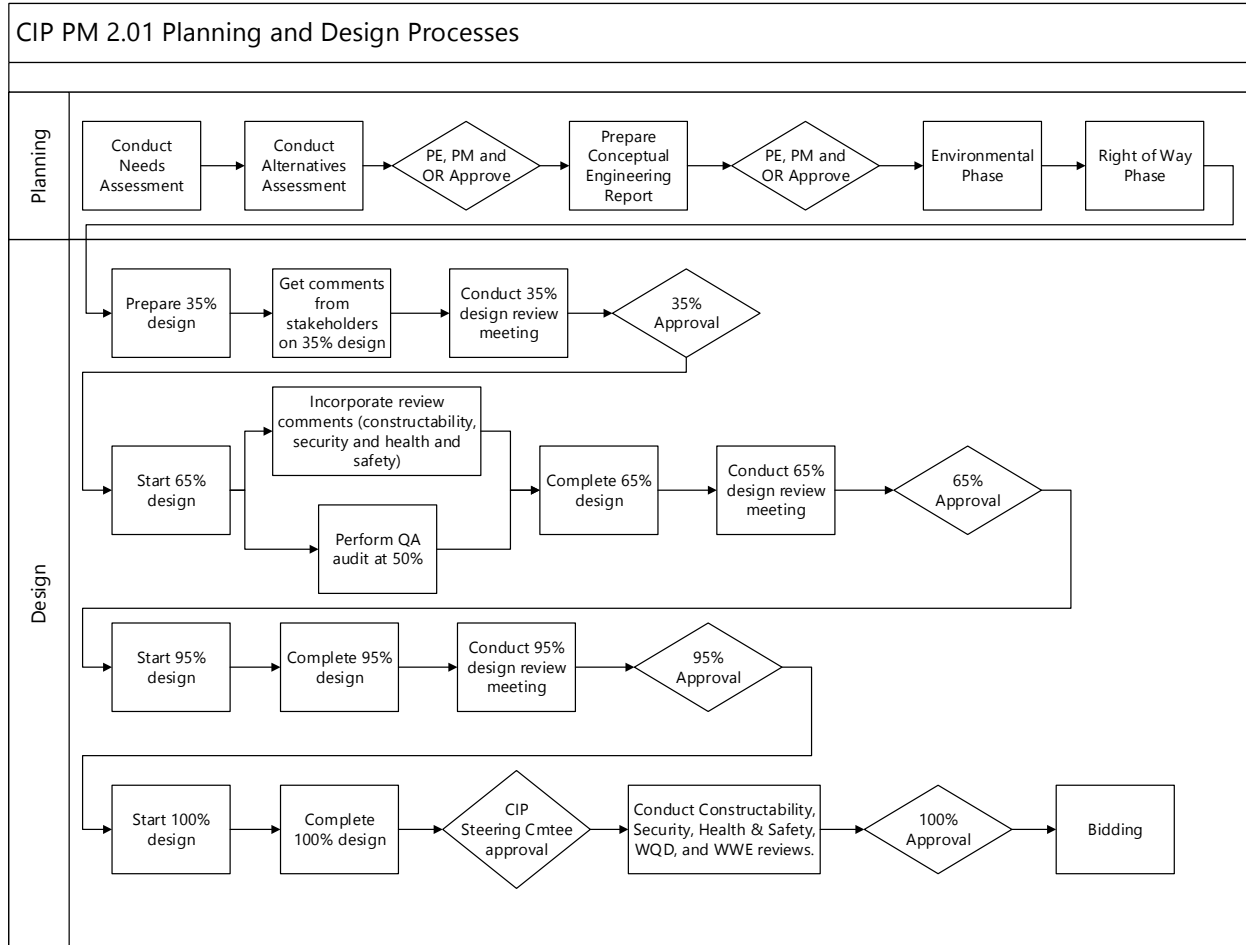 CIP PM 2.01 Planning and Design Processes
Planning
Conduct
Needs
Assessment
Conduct
Alternatives
Assessment
PE, PM and
OR Approve
Prepare
Conceptual
Engineering
Report
PE, PM and
OR Approve
Environmental
Phase
Right of Way
Phase
Design
Prepare 35%
design
Get comments
from
stakeholders
on 35% design
Conduct 35%
design review
meeting
35%
Approval
Start 65%
design
Incorporate review
comments (constructability,
security and health and
safety)
Perform QA
audit at 50%
Complete 65%
design
Conduct 65%
design review
meeting
65%
Approval
Start 95%
design
Complete 95%
design
Conduct 95%
design review
meeting
95%
Approval
Start 100%
design
Complete
100% design
CIP
Steering Cmtee
approval
Conduct Constructability,
Security, Health & Safety,
WQD, and WWE reviews.
100%
Approval
Bidding